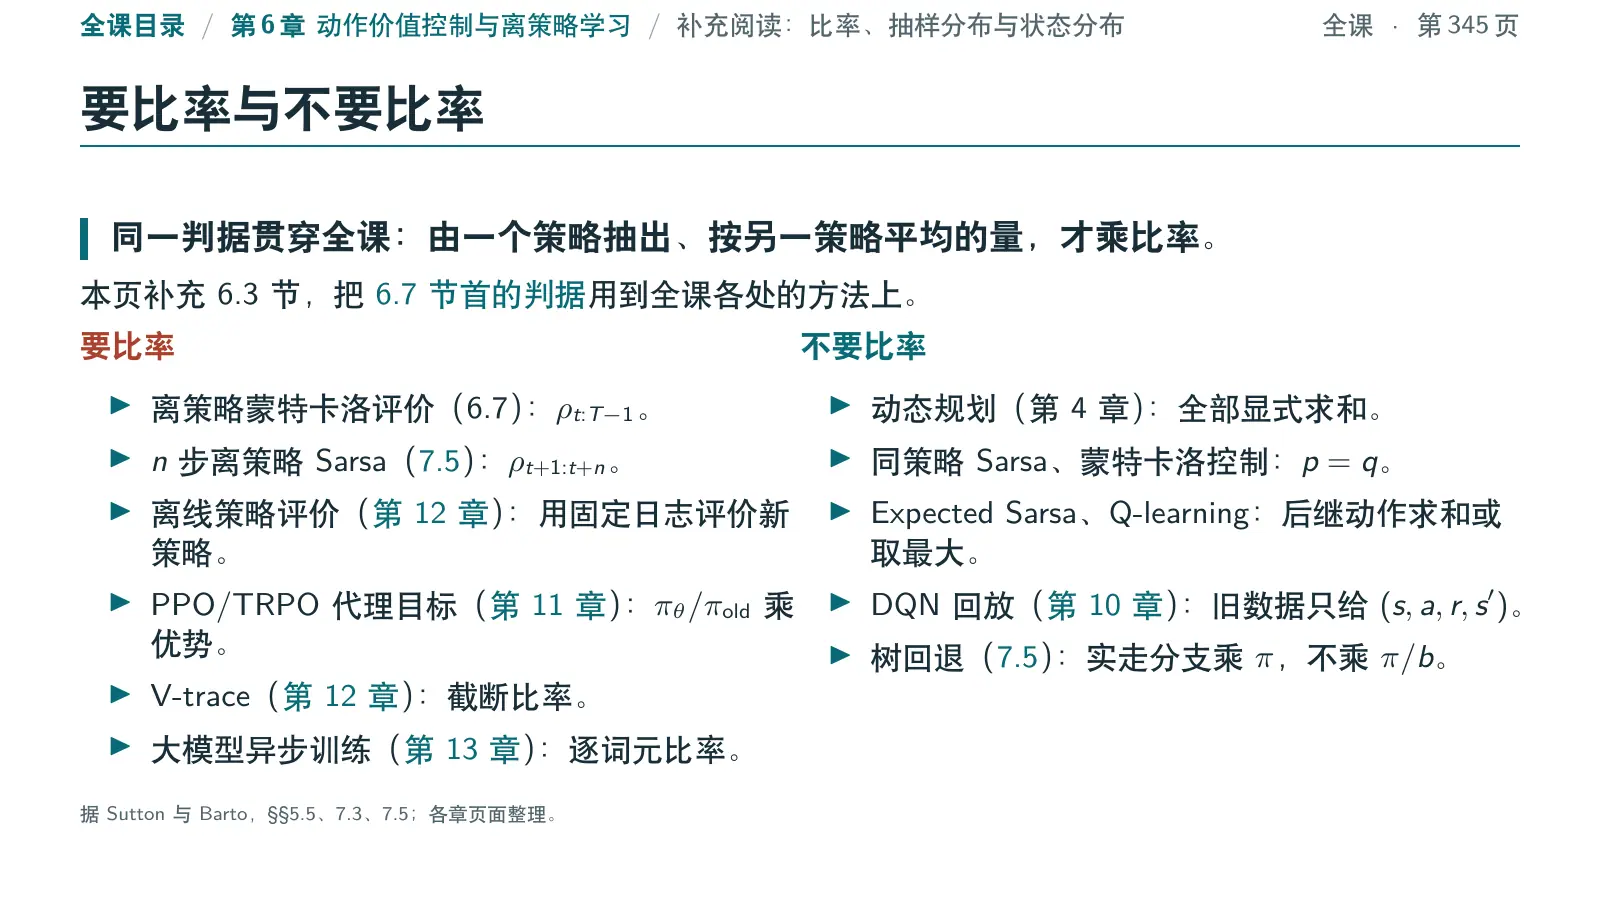 全课目录 / 第 6 章 动作价值控制与离策略学习 / 补充阅读：比率、抽样分布与状态分布
全课 · 第 345 页
要比率与不要比率
同一判据贯穿全课：由一个策略抽出、按另一策略平均的量，才乘比率。
本页补充 6.3 节，把 6.7 节首的判据用到全课各处的方法上。
要比率
▶ 离策略蒙特卡洛评价（6.7）：ρ_{t:T−1}。
▶ n 步离策略 Sarsa（7.5）：ρ_{t+1:t+n}。
▶ 离线策略评价（第 12 章）：用固定日志评价新
策略。
▶ PPO/TRPO 代理目标（第 11 章）：π_θ/π_old 乘
优势。
▶ V-trace（第 12 章）：截断比率。
▶ 大模型异步训练（第 13 章）：逐词元比率。
不要比率
▶ 动态规划（第 4 章）：全部显式求和。
▶ 同策略 Sarsa、蒙特卡洛控制：p = q。
▶ Expected Sarsa、Q-learning：后继动作求和或
取最大。
▶ DQN 回放（第 10 章）：旧数据只给 (s, a, r, s′)。
▶ 树回退（7.5）：实走分支乘 π，不乘 π/b。
据 Sutton 与 Barto，§§5.5、7.3、7.5；各章页面整理。